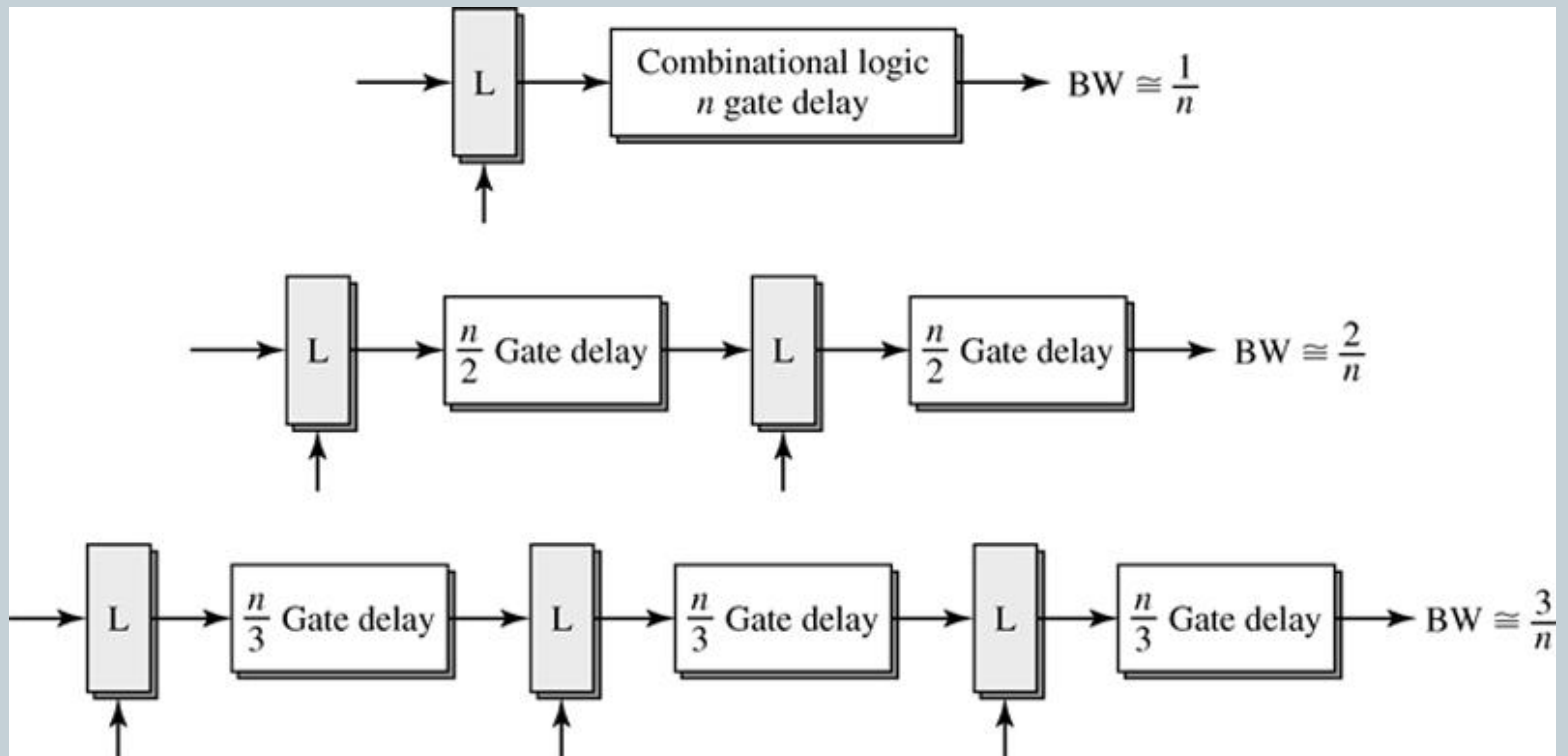 L Combinational logic n gate delay BW ≅ 1/n
L n/2 Gate delay L n/2 Gate delay BW ≅ 2/n
L n/3 Gate delay L n/3 Gate delay L n/3 Gate delay BW ≅ 3/n